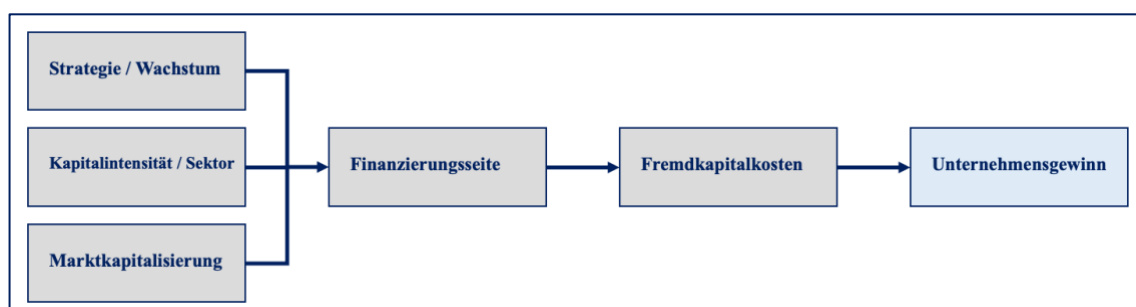 Strategie / Wachstum
Kapitalintensität / Sektor
Finanzierungsseite
Fremdkapitalkosten
Unternehmensgewinn
Marktkapitalisierung